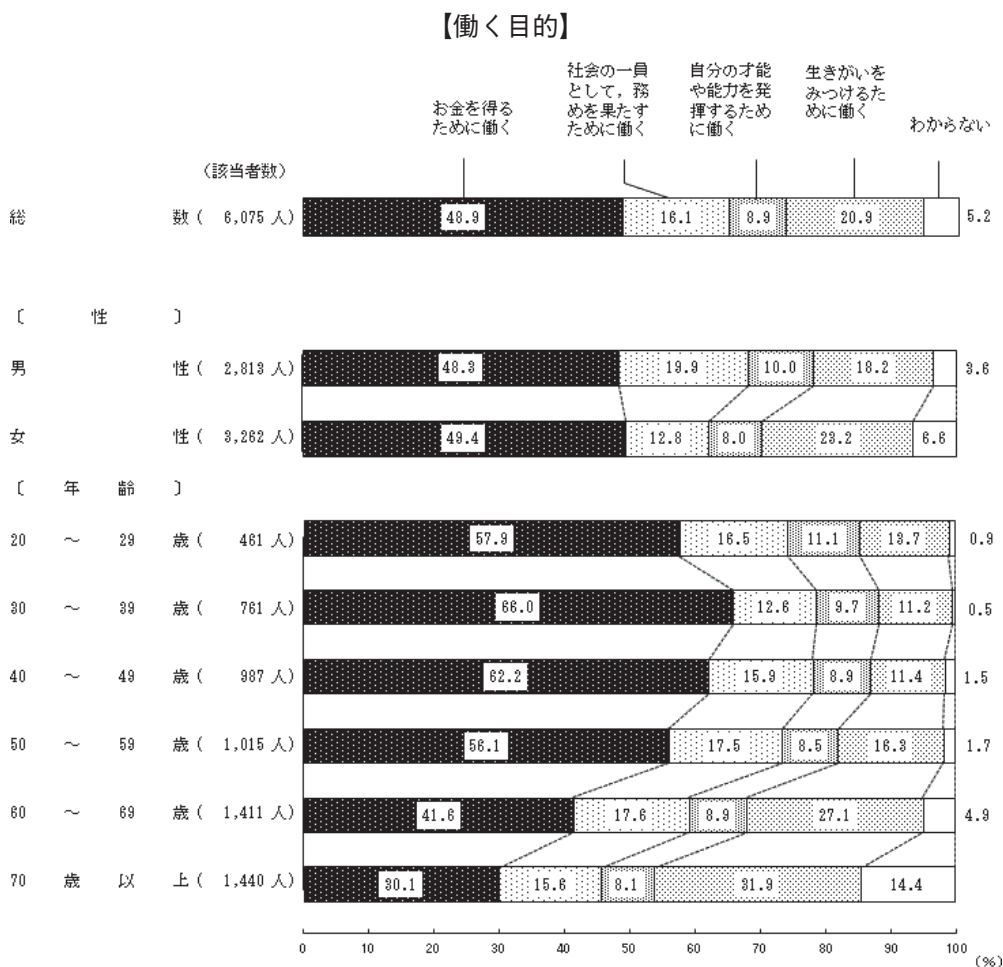 【働く目的】
お金を得る
ために働く
社会の一員
として，務
めを果たす
ために働く
自分の才能
や能力を発
揮するため
に働く
生きがいを
みつけるた
めに働く
わからない
（該当者数）
総 数 ( 6,075 人) 48.9 16.1 8.9 20.9 5.2
〔 性 〕
男 性 ( 2,813 人) 48.3 19.9 10.0 18.2 3.6
女 性 ( 3,262 人) 49.4 12.8 8.0 23.2 6.6
〔 年 齢 〕
20 ～ 29 歳 ( 461 人) 57.9 16.5 11.1 13.7 0.9
30 ～ 39 歳 ( 761 人) 66.0 12.6 9.7 11.2 0.5
40 ～ 49 歳 ( 987 人) 62.2 15.9 8.9 11.4 1.5
50 ～ 59 歳 ( 1,015 人) 56.1 17.5 8.5 16.3 1.7
60 ～ 69 歳 ( 1,411 人) 41.6 17.6 8.9 27.1 4.9
70 歳 以 上 ( 1,440 人) 30.1 15.6 8.1 31.9 14.4
0 10 20 30 40 50 60 70 80 90 100
(%)